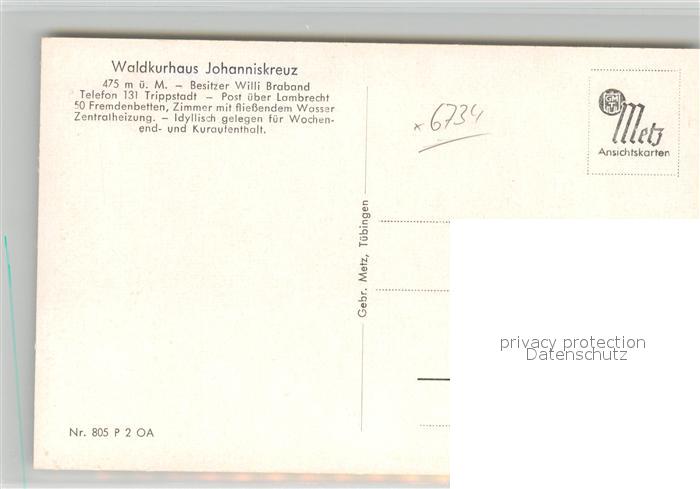 Waldkurhaus Johanniskreuz
475 m ü. M. – Besitzer Willi Braband
Telefon 131 Trippstadt – Post über Lambrecht
50 Fremdenbetten, Zimmer mit fließendem Wasser
Zentralheizung. – Idyllisch gelegen für Wochen-
end- und Kuraufenthalt.
x 6734
Metz
Ansichtskarten
Gebr. Metz, Tübingen
privacy protection
Datenschutz
Nr. 805 P 2 OA